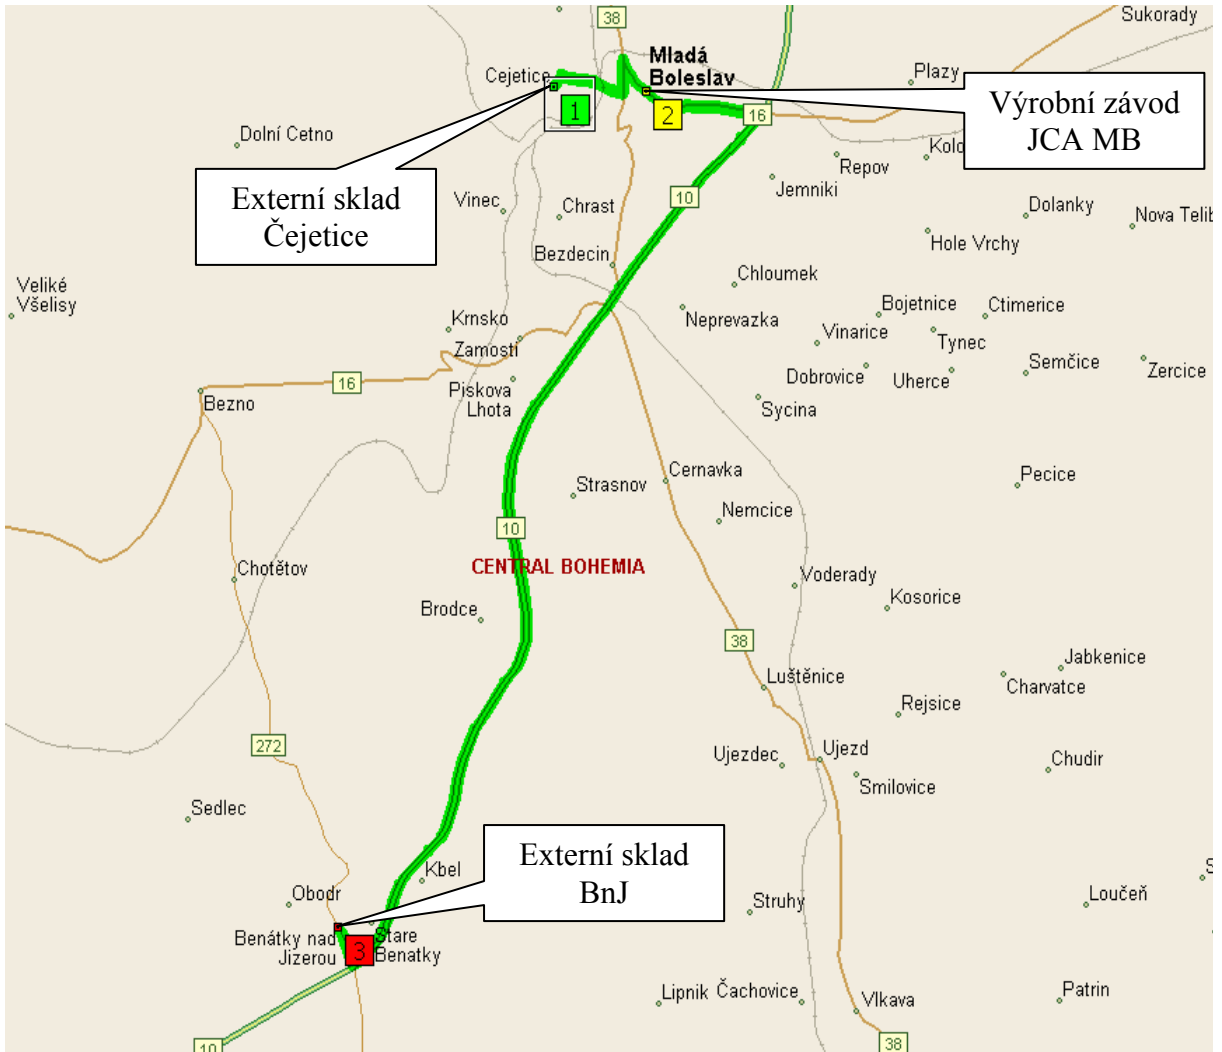 38
Sukorady
Mladá
Boleslav
Cejetice
Plazy
1
2
16
Výrobní závod
JCA MB
Dolní Cetno
Kolo
Repov
Jemniki
Externí sklad
Čejetice
Vinec
Chrast
10
Dolanky
Nova Telib
Hole Vrchy
Bezdecin
Chloumek
Veliké
Všelisy
Bojetnice
Ctimerice
Krnsko
Neprevazka
Vinarice
Tynec
Zamosti
Semčice
Zercice
Dobrovice
Uherce
16
Piskova
Lhota
Bezno
Sycina
Cernavka
Strasnov
Pecice
Nemcice
10
CENTRAL BOHEMIA
Chotětov
Voderady
Kosorice
Brodce
38
Jabkenice
Luštěnice
Charvatce
Rejsice
272
Ujezdec
Ujezd
Chudir
Smilovice
Sedlec
Externí sklad
BnJ
Kbel
S
Obodr
Struhy
Loučeň
Benátky nad
Jizerou
3
Stare
Benatky
Lipnik
Čachovice
Vlkava
Patrin
10
38